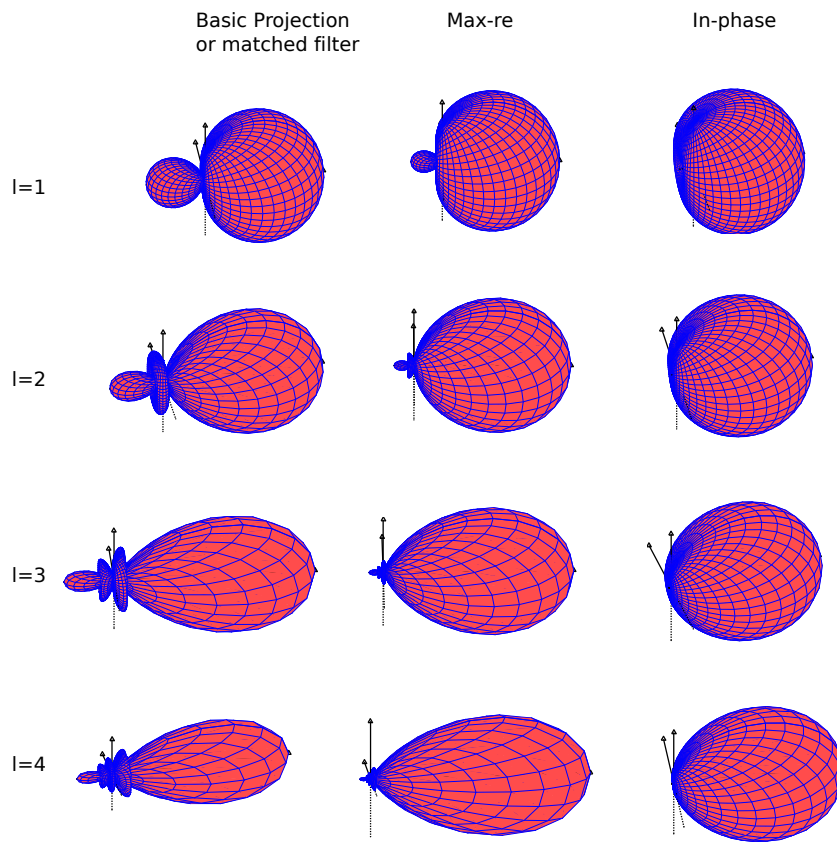 Basic Projection
or matched filter
Max-re
In-phase
l=1
l=2
l=3
l=4